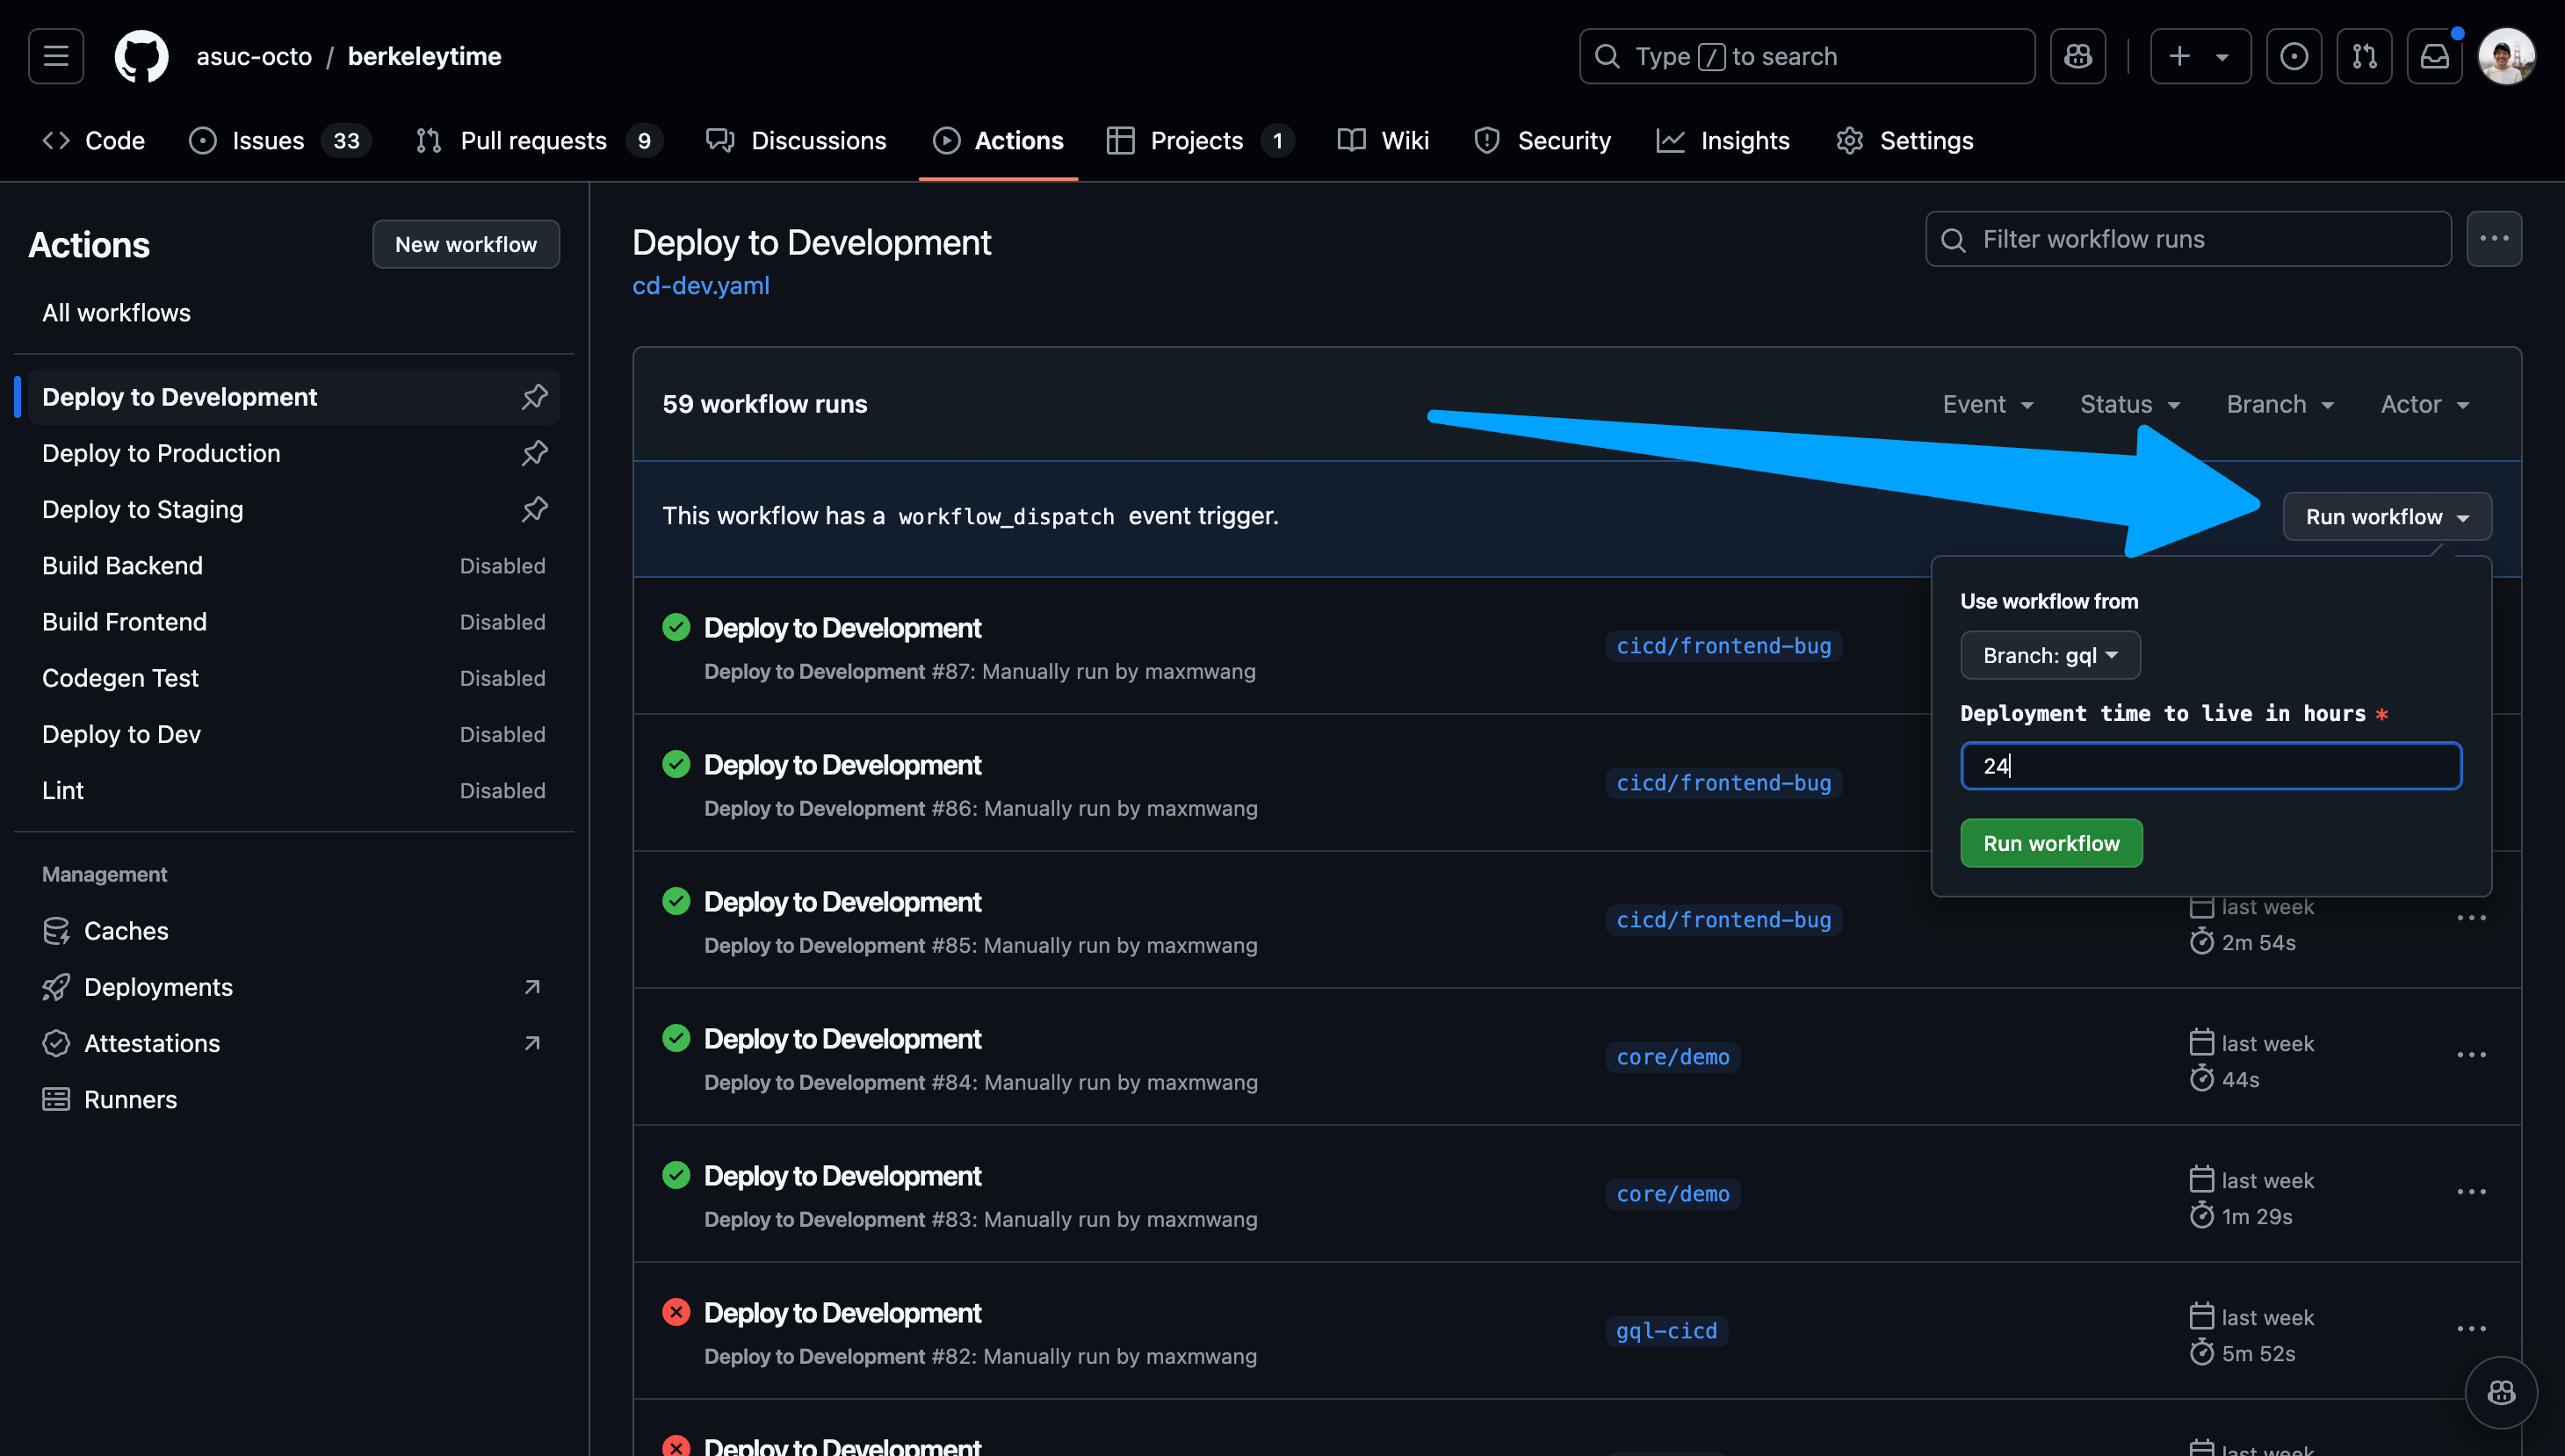 asuc-octo / berkeleytime
Type / to search
Code
Issues 33
Pull requests 9
Discussions
Actions
Projects 1
Wiki
Security
Insights
Settings
Actions
New workflow
All workflows
Deploy to Development
Deploy to Production
Deploy to Staging
Build Backend Disabled
Build Frontend Disabled
Codegen Test Disabled
Deploy to Dev Disabled
Lint Disabled
Management
Caches
Deployments
Attestations
Runners
Deploy to Development
cd-dev.yaml
Filter workflow runs
59 workflow runs
Event Status Branch Actor
This workflow has a workflow_dispatch event trigger.
Run workflow
Use workflow from
Branch: gql
Deployment time to live in hours *
24
Run workflow
Deploy to Development
Deploy to Development #87: Manually run by maxmwang
cicd/frontend-bug
Deploy to Development
Deploy to Development #86: Manually run by maxmwang
cicd/frontend-bug
Deploy to Development
Deploy to Development #85: Manually run by maxmwang
cicd/frontend-bug
last week
2m 54s
Deploy to Development
Deploy to Development #84: Manually run by maxmwang
core/demo
last week
44s
Deploy to Development
Deploy to Development #83: Manually run by maxmwang
core/demo
last week
1m 29s
Deploy to Development
Deploy to Development #82: Manually run by maxmwang
gql-cicd
last week
5m 52s
Deploy to Development
last week